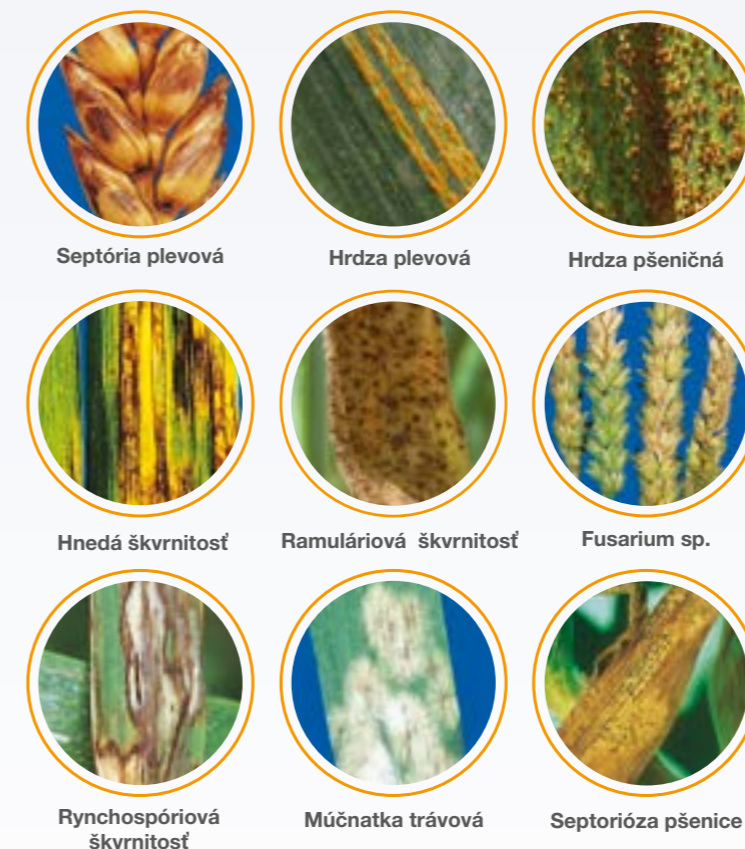 Septória plevová
Hrdza plevová
Hrdza pšeničná
Hnedá škvrnitosť
Ramuláriová škvrnitosť
Fusarium sp.
Rynchospóriová
škvrnitosť
Múčnatka trávová
Septorióza pšenice